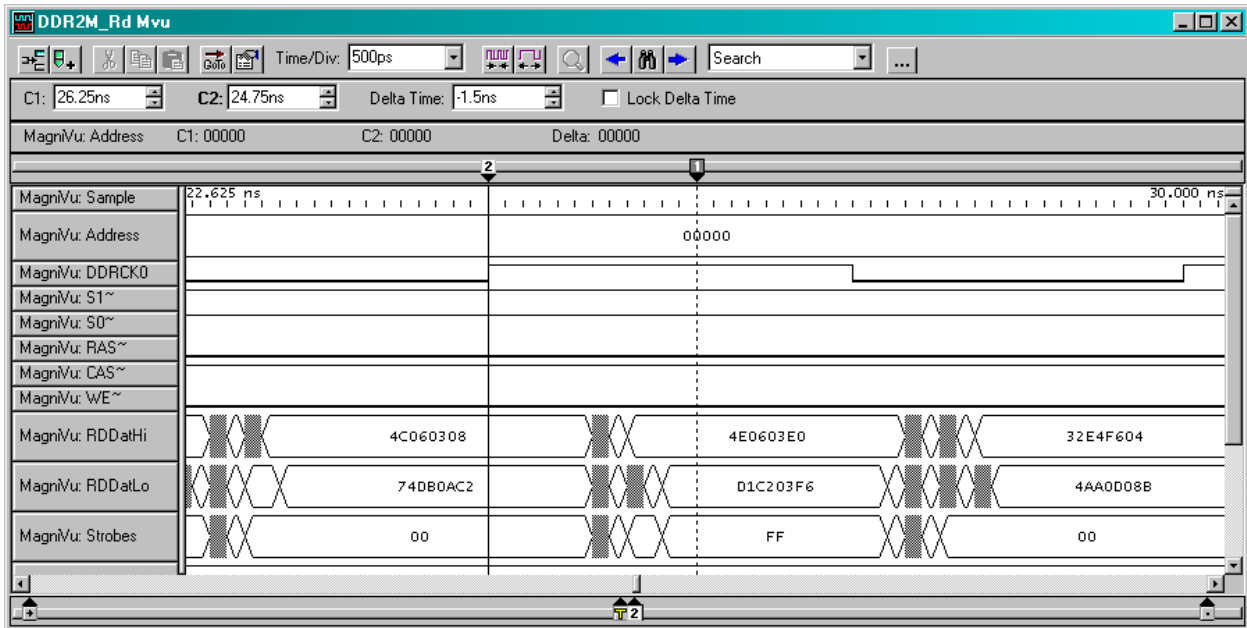 DDR2M_Rd Mvu
Goto Time/Div: 500ps Search ...
C1: 26.25ns C2: 24.75ns Delta Time: -1.5ns Lock Delta Time
MagniVu: Address C1: 00000 C2: 00000 Delta: 00000
2 1
MagniVu: Sample 22.625 ns 30.000 ns
MagniVu: Address 00000
MagniVu: DDRCK0
MagniVu: S1~
MagniVu: S0~
MagniVu: RAS~
MagniVu: CAS~
MagniVu: WE~
MagniVu: RDDatHi 4C060308 4E0603E0 32E4F604
MagniVu: RDDatLo 74DB0AC2 D1C203F6 4AA0D08B
MagniVu: Strobes 00 FF 00
T 2